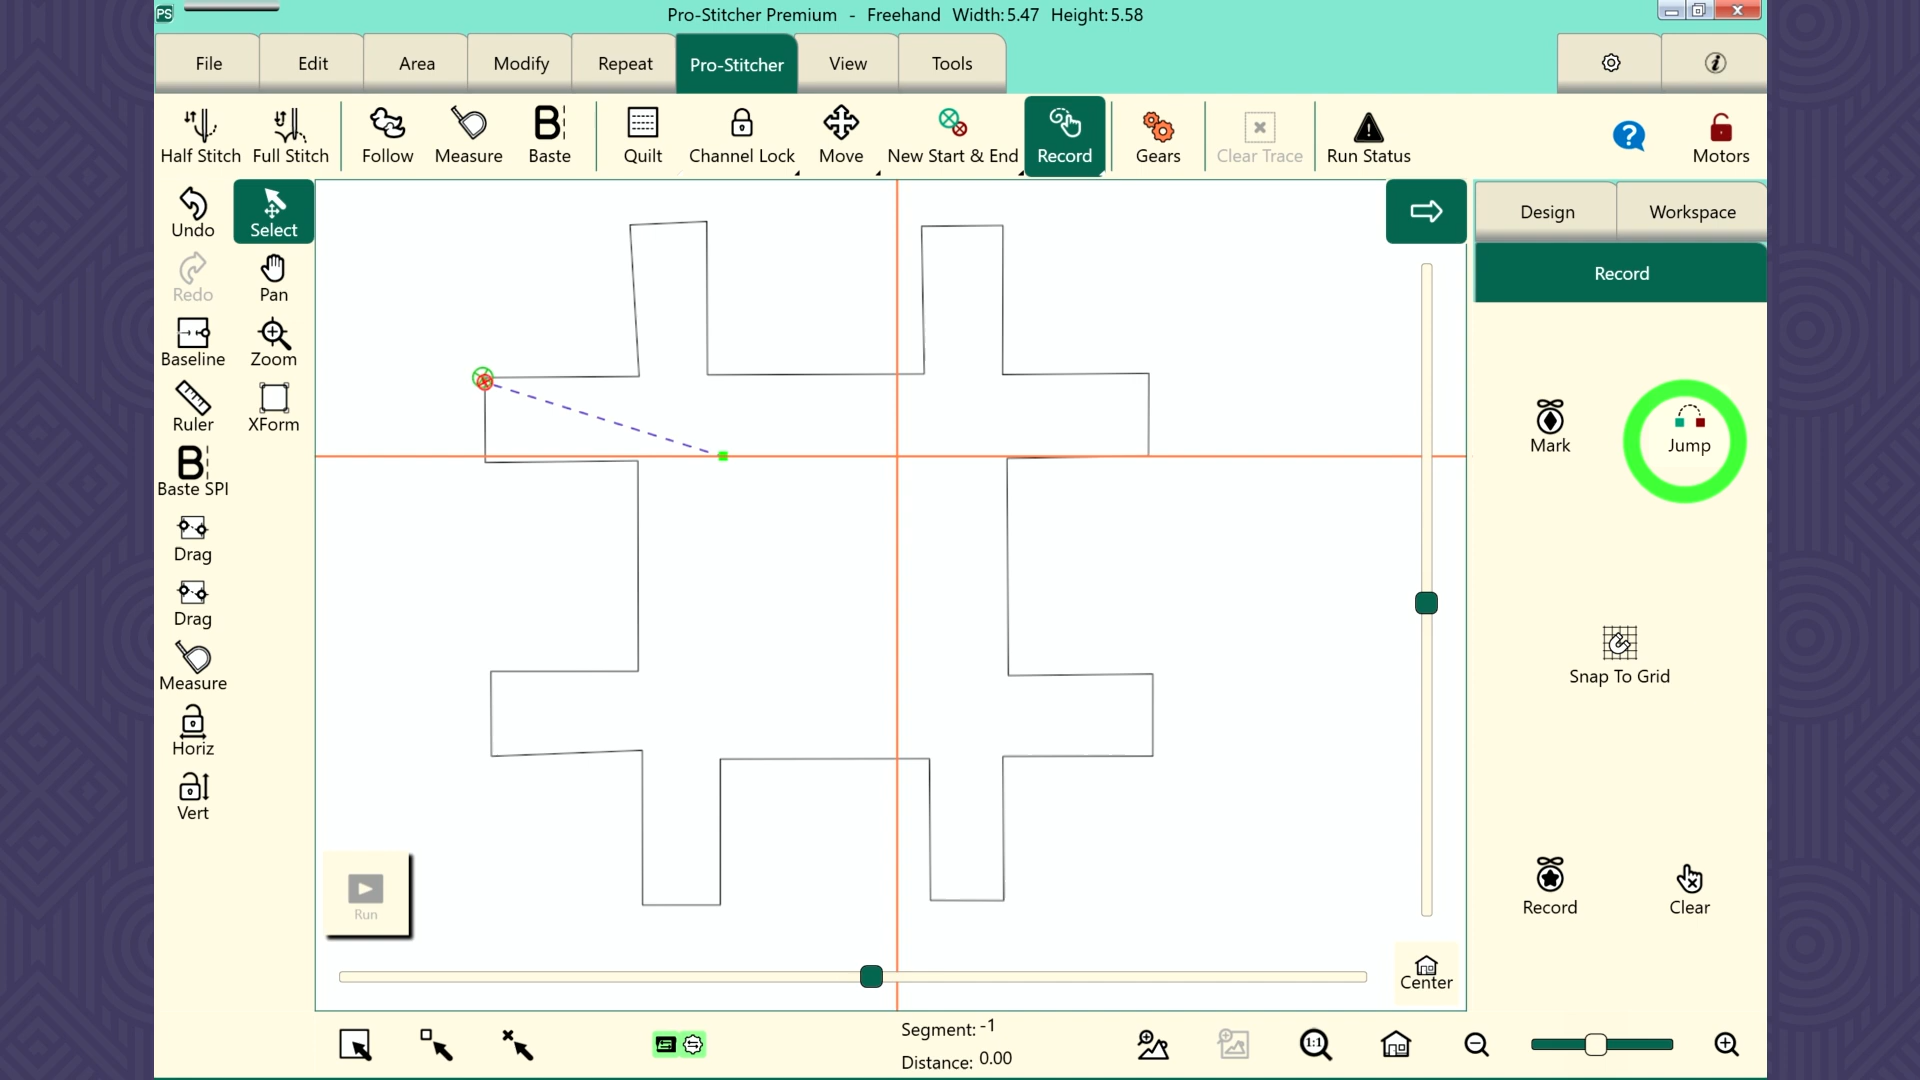 PS
Pro-Stitcher Premium - Freehand Width: 5.47 Height: 5.58
File Edit Area Modify Repeat Pro-Stitcher View Tools
Half Stitch Full Stitch Follow Measure Baste Quilt Channel Lock Move New Start & End Record Gears Clear Trace Run Status Motors
Undo Select
Redo Pan
Baseline Zoom
Ruler XForm
Baste SPI
Drag
Drag
Measure
Horiz
Vert
Run
Center
Design Workspace
Record
Mark Jump
Snap To Grid
Record Clear
Segment: -1
Distance: 0.00
1:1